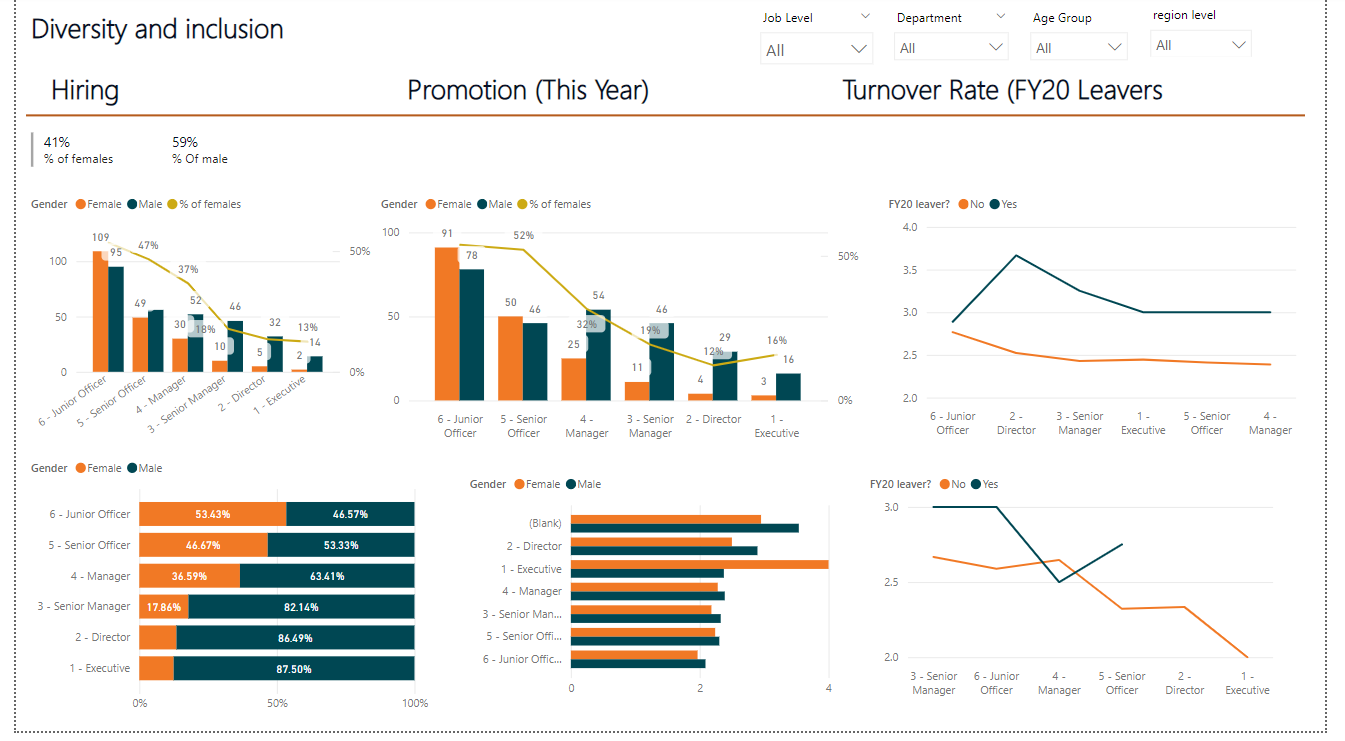 Diversity and inclusion
Job Level
All
Department
All
Age Group
All
region level
All
Hiring
Promotion (This Year)
Turnover Rate (FY20 Leavers
41%
% of females
59%
% Of male
Gender Female Male % of females
109
95
47%
49
37%
52
30
18%
46
10
32
5
13%
14
2
100
50
0
50%
0%
6 - Junior Officer
5 - Senior Officer
4 - Manager
3 - Senior Manager
2 - Director
1 - Executive
Gender Female Male % of females
91
78
52%
50
46
54
32%
25
46
19%
11
29
12%
4
16%
16
3
100
50
0
50%
0%
6 - Junior
Officer
5 - Senior
Officer
4 -
Manager
3 - Senior
Manager
2 - Director
1 -
Executive
FY20 leaver? No Yes
4.0
3.5
3.0
2.5
2.0
6 - Junior
Officer
2 -
Director
3 - Senior
Manager
1 -
Executive
5 - Senior
Officer
4 -
Manager
Gender Female Male
6 - Junior Officer 53.43% 46.57%
5 - Senior Officer 46.67% 53.33%
4 - Manager 36.59% 63.41%
3 - Senior Manager 17.86% 82.14%
2 - Director 86.49%
1 - Executive 87.50%
0% 50% 100%
Gender Female Male
(Blank)
2 - Director
1 - Executive
4 - Manager
3 - Senior Man...
5 - Senior Offi...
6 - Junior Offic...
0 2 4
FY20 leaver? No Yes
3.0
2.5
2.0
3 - Senior
Manager
6 - Junior
Officer
4 -
Manager
5 - Senior
Officer
2 -
Director
1 -
Executive